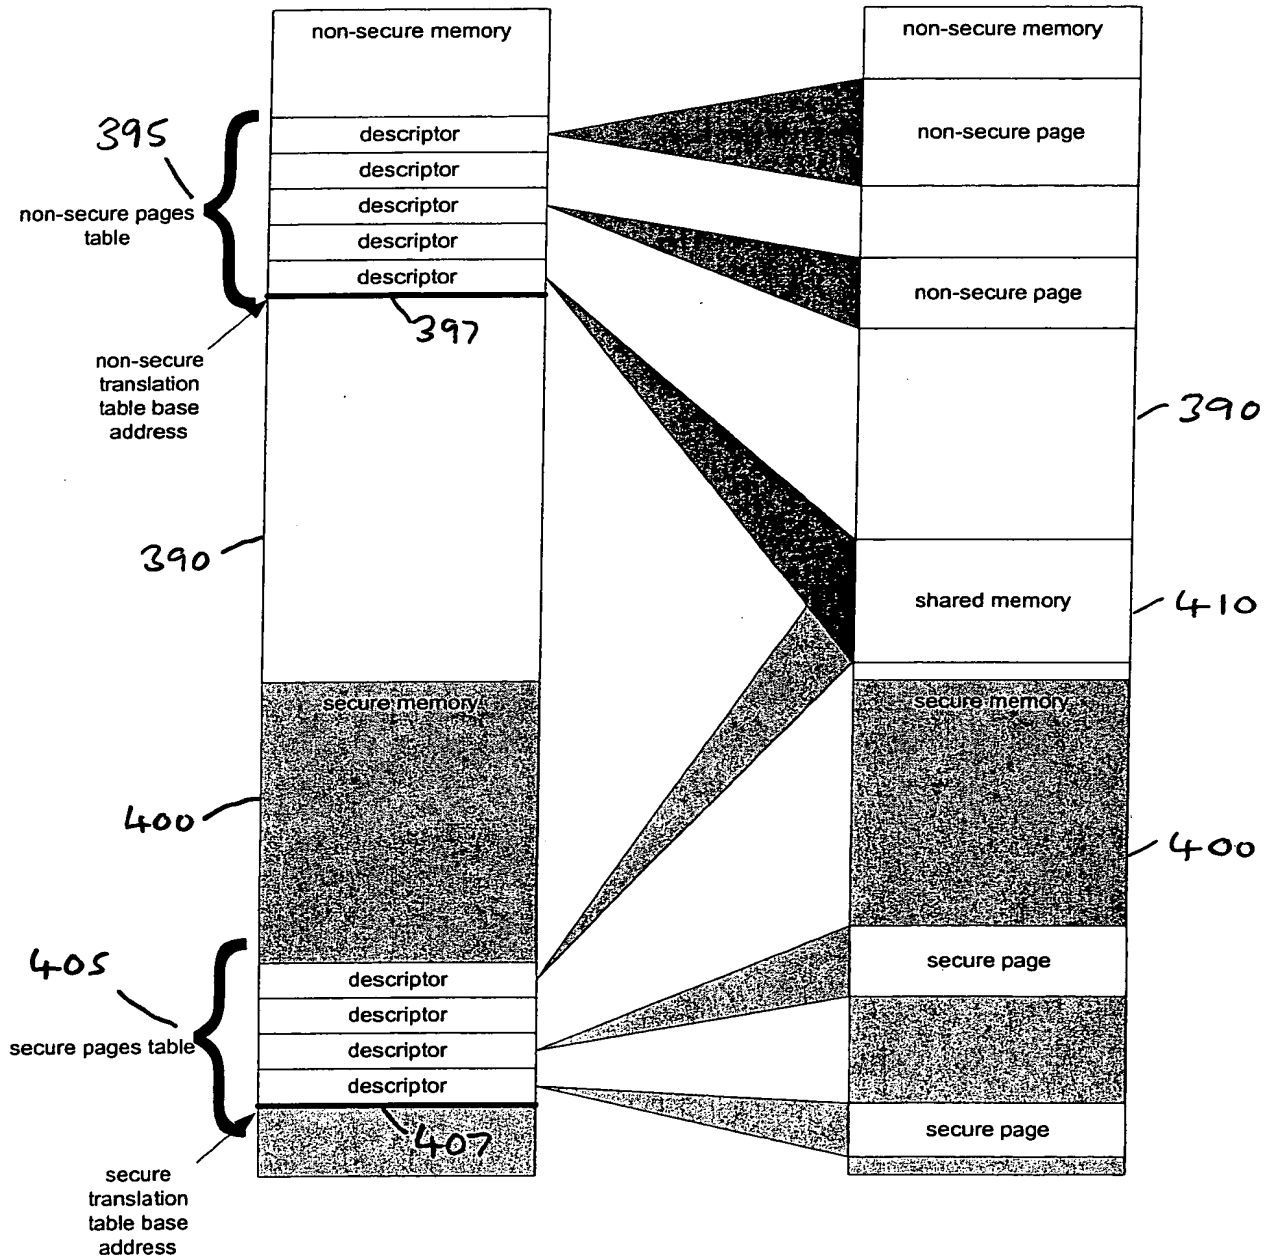 non-secure memory
non-secure memory
395
descriptor
non-secure page
descriptor
non-secure pages
table
descriptor
descriptor
descriptor
non-secure page
397
non-secure
translation
table base
address
390
390
shared memory
410
secure memory
secure memory
400
400
405
descriptor
secure page
descriptor
secure pages table
descriptor
descriptor
407
secure page
secure
translation
table base
address